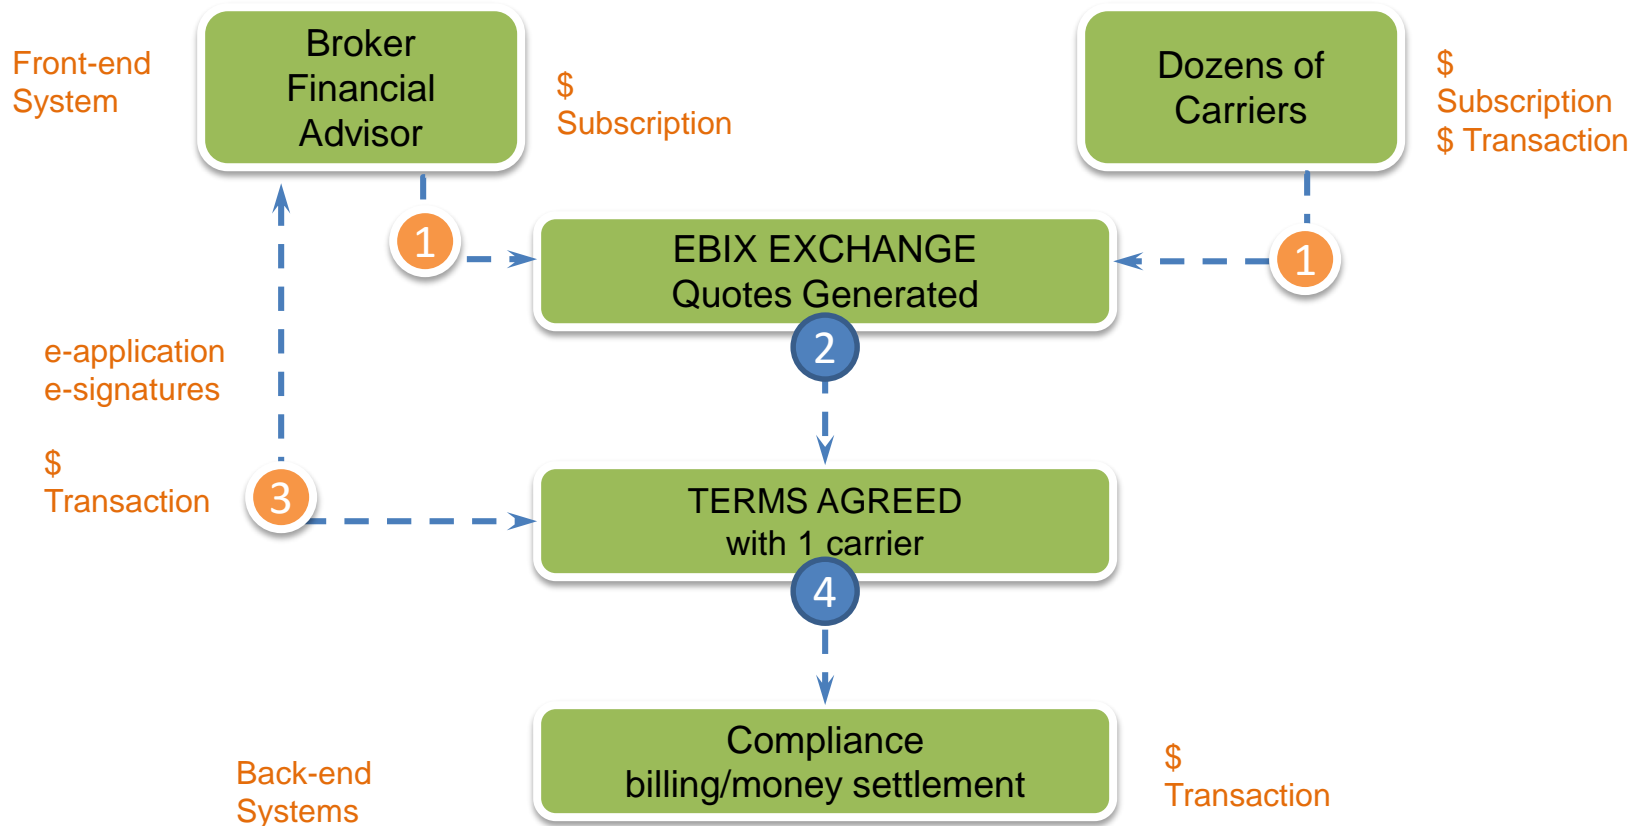 Front-end
System
Broker
Financial
Advisor
$
Subscription
Dozens of
Carriers
$
Subscription
$ Transaction
1
EBIX EXCHANGE
Quotes Generated
1
2
e-application
e-signatures
$
Transaction
3
TERMS AGREED
with 1 carrier
4
Compliance
billing/money settlement
Back-end
Systems
$
Transaction